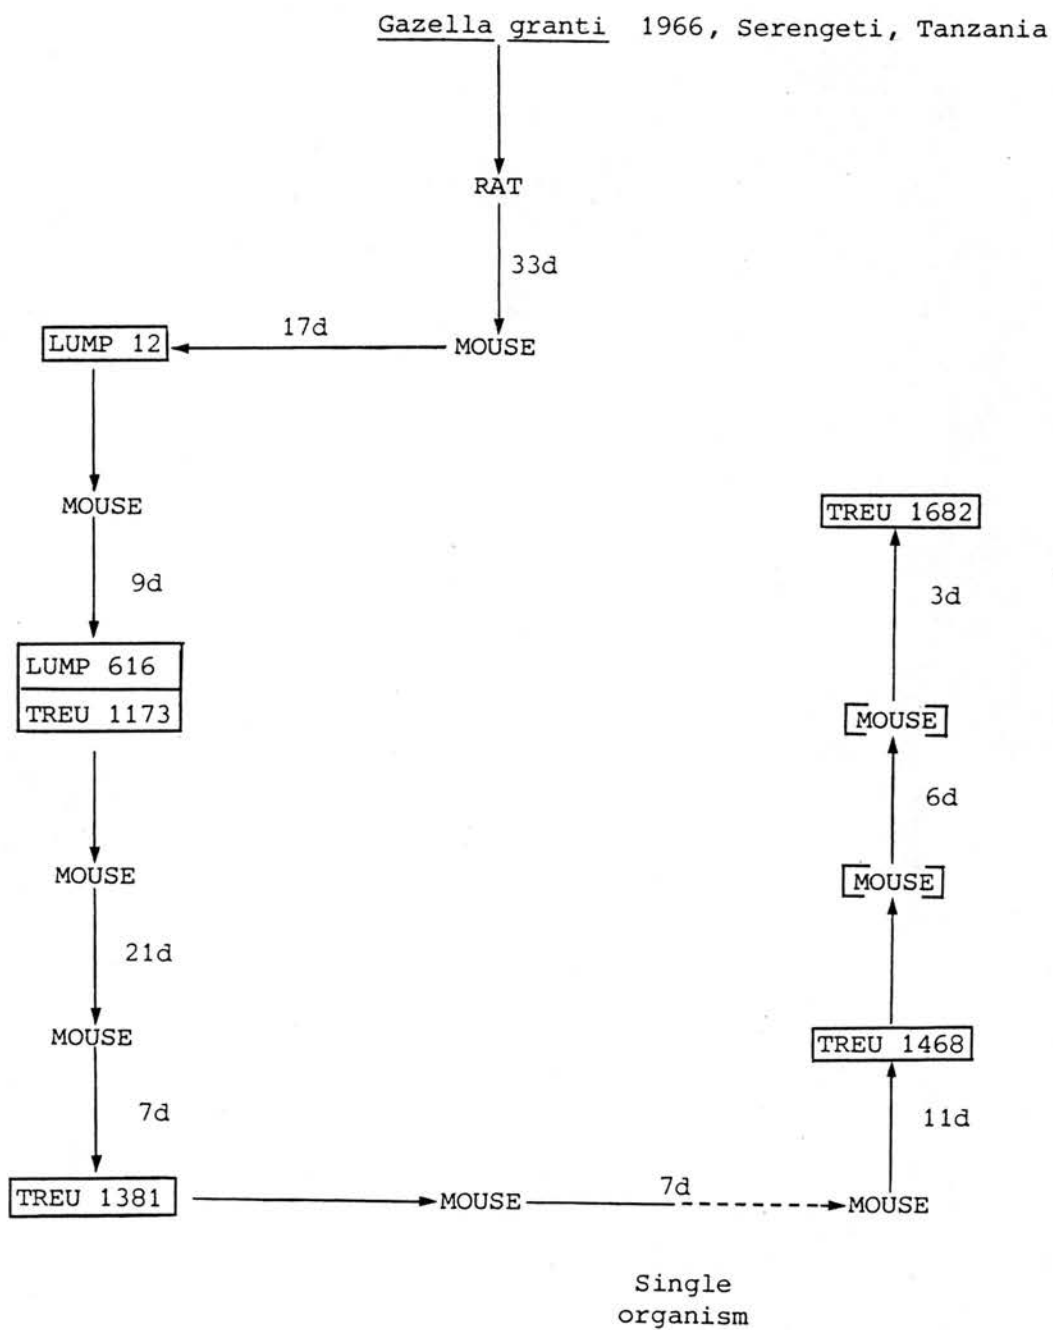 Gazella granti 1966, Serengeti, Tanzania
RAT
33d
MOUSE
17d
LUMP 12
MOUSE
9d
LUMP 616
TREU 1173
MOUSE
21d
MOUSE
7d
TREU 1381
MOUSE
7d
MOUSE
Single
organism
11d
TREU 1468
[MOUSE]
6d
[MOUSE]
3d
TREU 1682